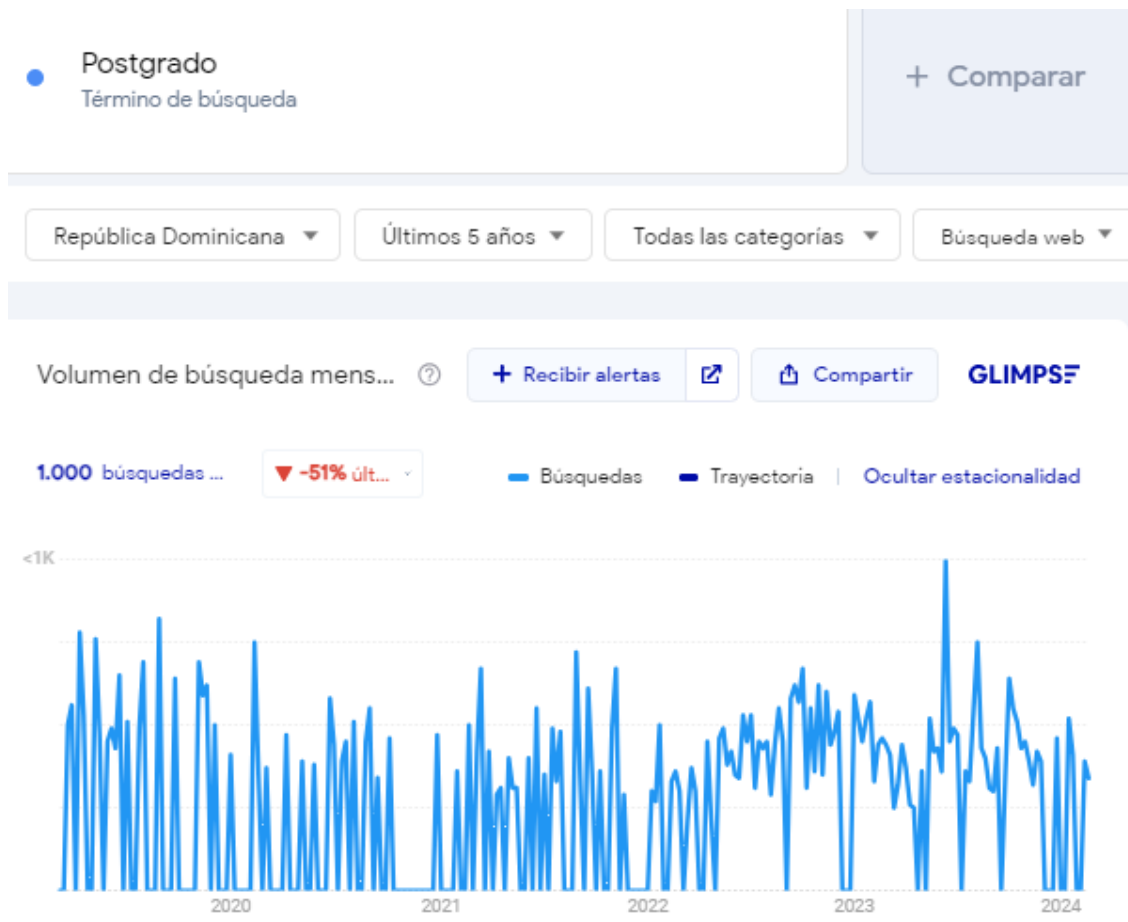 Postgrado
Término de búsqueda
+ Comparar
República Dominicana
Últimos 5 años
Todas las categorías
Búsqueda web
Volumen de búsqueda mens... ?
+ Recibir alertas
Compartir
GLIMPSE
1.000 búsquedas ...
-51% últ...
Búsquedas
Trayectoria
Ocultar estacionalidad
<1K
2020 2021 2022 2023 2024